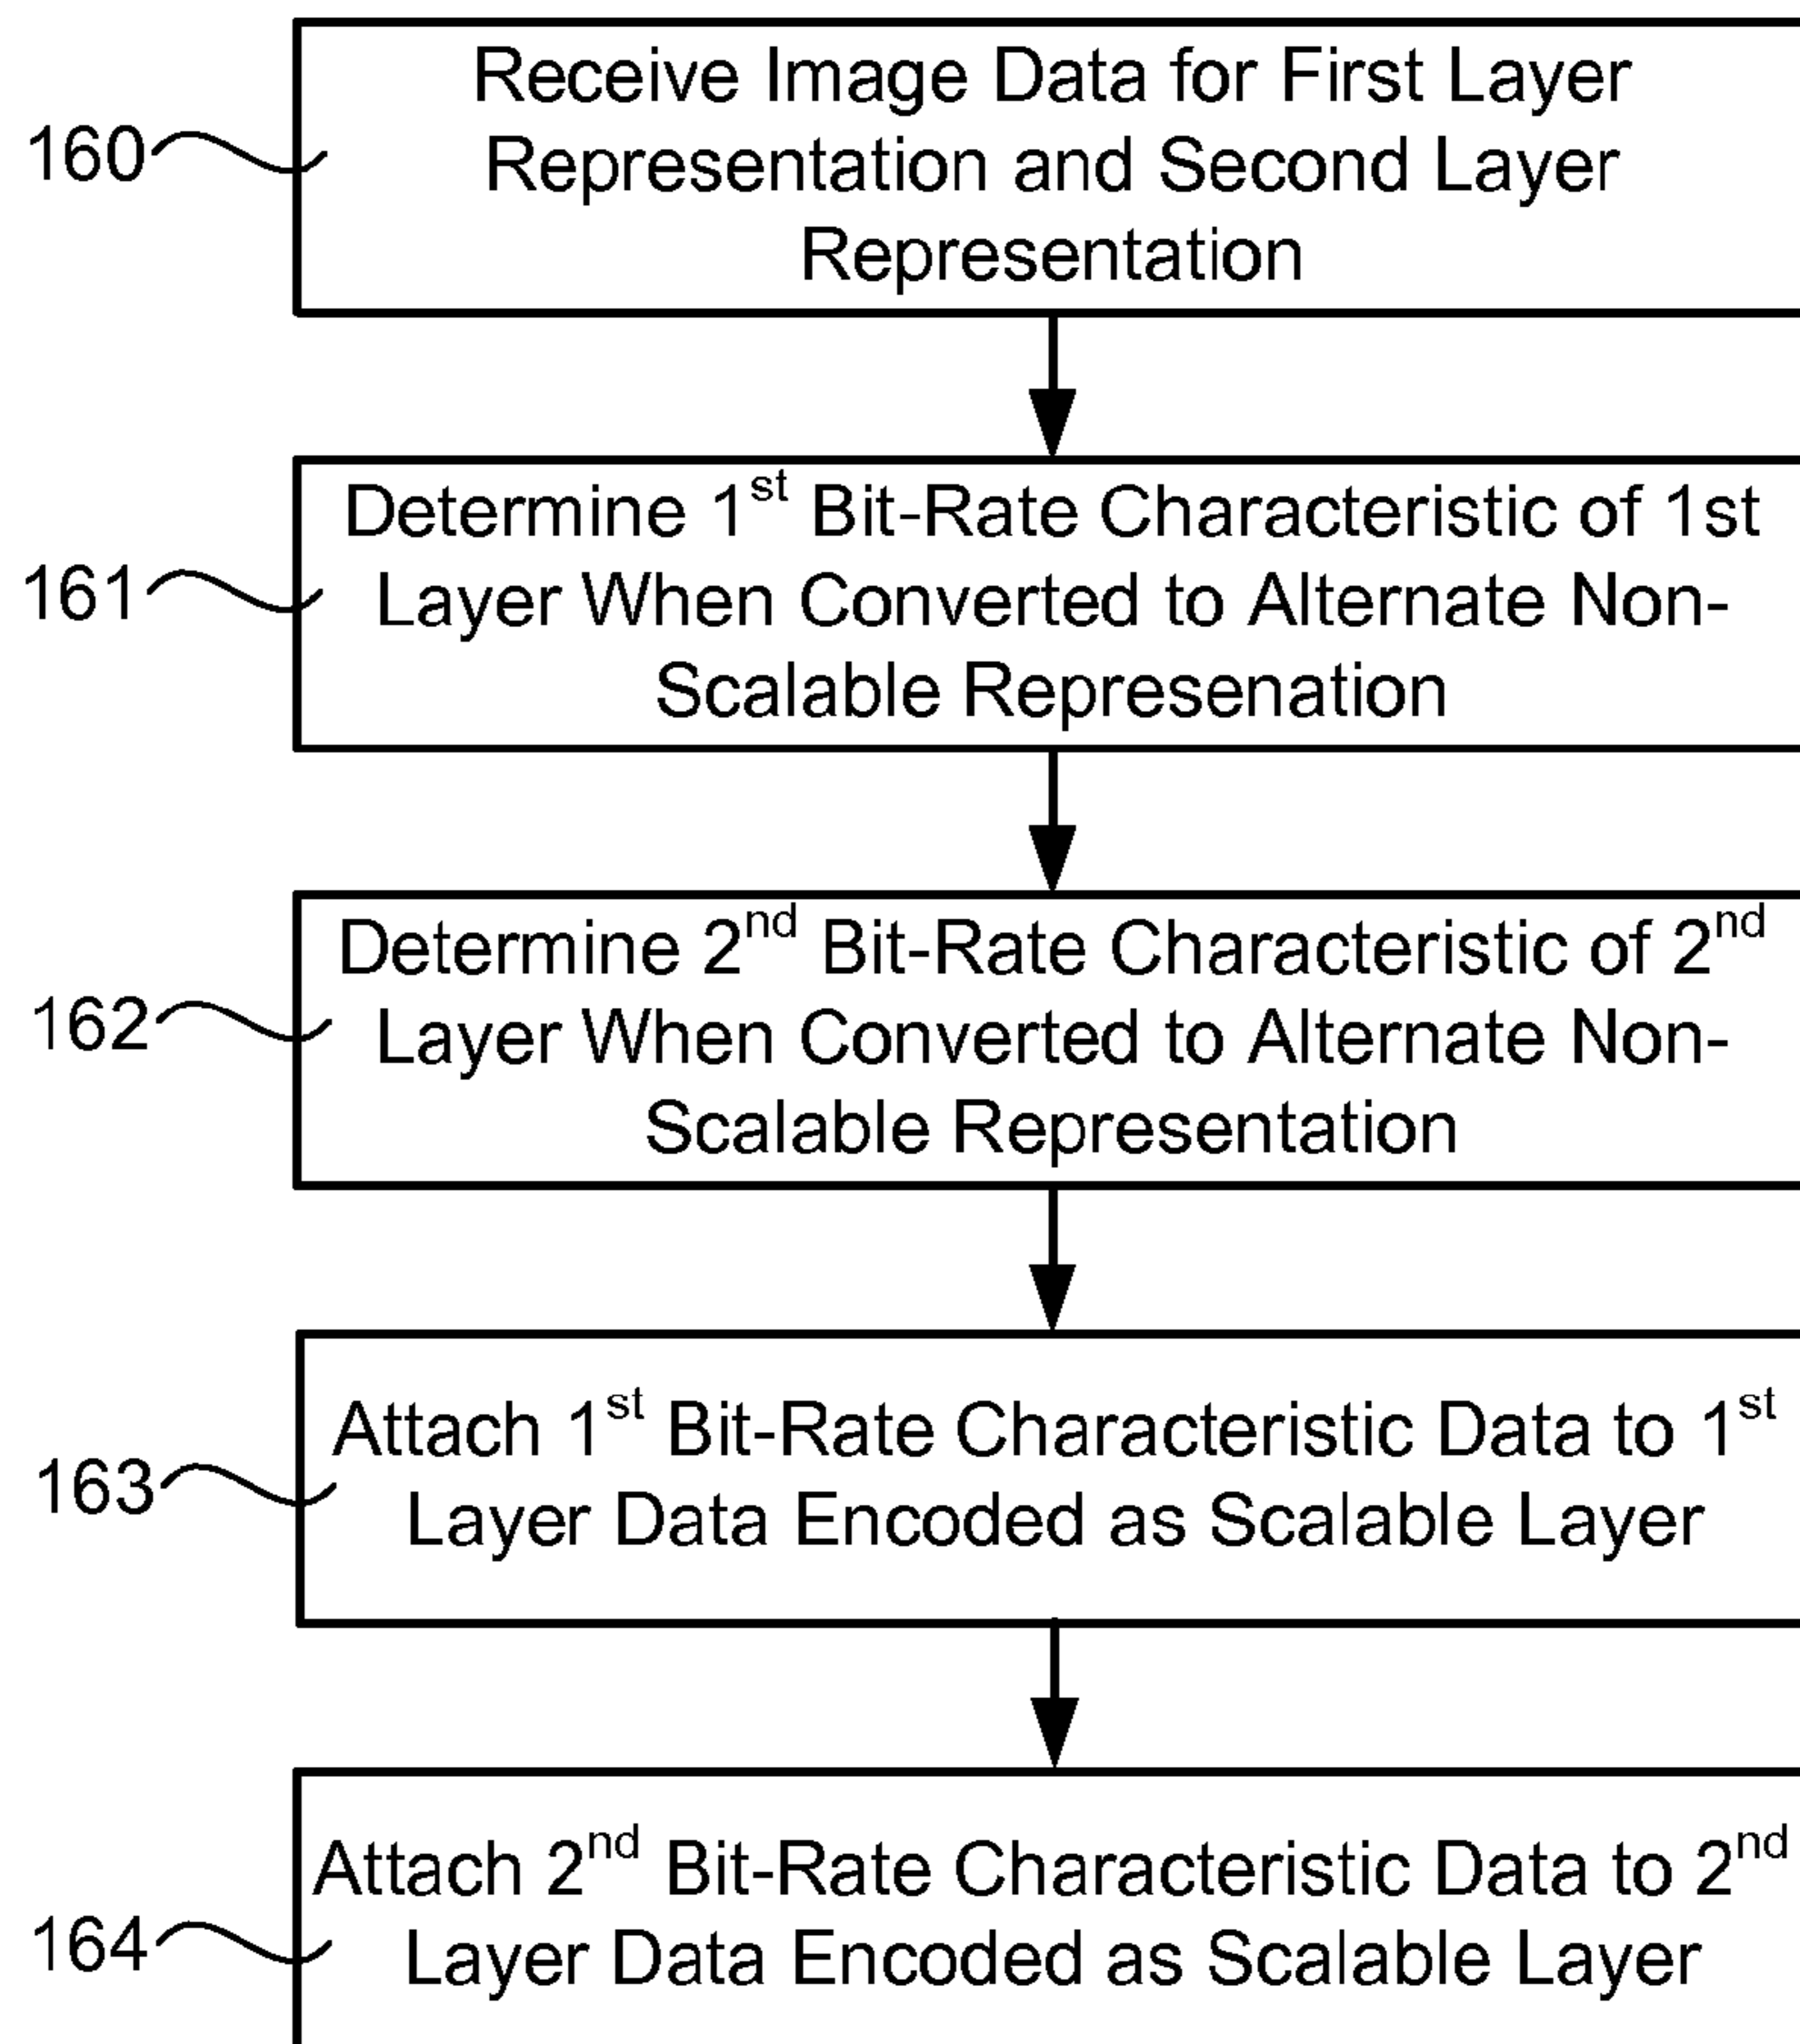 Receive Image Data for First Layer
160
Representation and Second Layer
Representation
Determine 1st Bit-Rate Characteristic of 1st
161
Layer When Converted to Alternate Non-
Scalable Represenation
Determine 2nd Bit-Rate Characteristic of 2nd
162
Layer When Converted to Alternate Non-
Scalable Representation
Attach 1st Bit-Rate Characteristic Data to 1st
163
Layer Data Encoded as Scalable Layer
Attach 2nd Bit-Rate Characteristic Data to 2nd
164
Layer Data Encoded as Scalable Layer